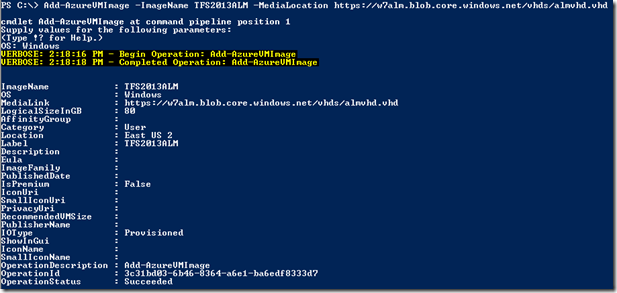 PS C:\> Add-AzureVMImage -ImageName TFS2013ALM -MediaLocation https://w7alm.blob.core.windows.net/vhds/almvhd.vhd
cmdlet Add-AzureVMImage at command pipeline position 1
Supply values for the following parameters:
(Type !? for Help.)
OS: Windows
VERBOSE: 2:18:16 PM - Begin Operation: Add-AzureVMImage
VERBOSE: 2:18:18 PM - Completed Operation: Add-AzureVMImage
ImageName : TFS2013ALM
OS : Windows
MediaLink : https://w7alm.blob.core.windows.net/vhds/almvhd.vhd
LogicalSizeInGB : 80
AffinityGroup :
Category : User
Location : East US 2
Label : TFS2013ALM
Description :
Eula :
ImageFamily :
PublishedDate :
IsPremium : False
IconUri :
SmallIconUri :
PrivacyUri :
RecommendedVMSize :
PublisherName :
IOType : Provisioned
ShowInGui :
IconName :
SmallIconName :
OperationDescription : Add-AzureVMImage
OperationId : 3c31bd03-6b46-8364-a6e1-ba6edf8333d7
OperationStatus : Succeeded